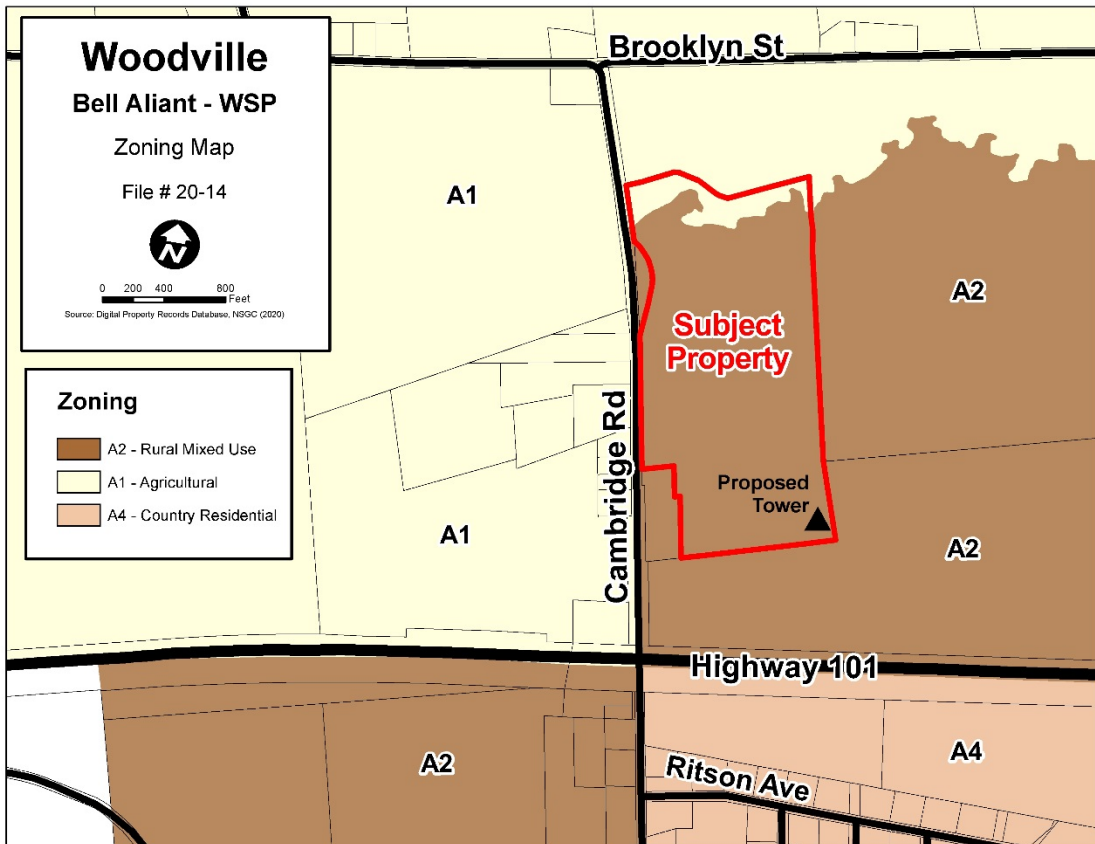 Woodville
Bell Aliant - WSP
Zoning Map
File # 20-14
N
0 200 400 800
Feet
Source: Digital Property Records Database, NSGC (2020)
Zoning
A2 - Rural Mixed Use
A1 - Agricultural
A4 - Country Residential
Brooklyn St
A1
A2
Subject
Property
Cambridge Rd
Proposed
Tower
A1
A2
Highway 101
A2
A4
Ritson Ave